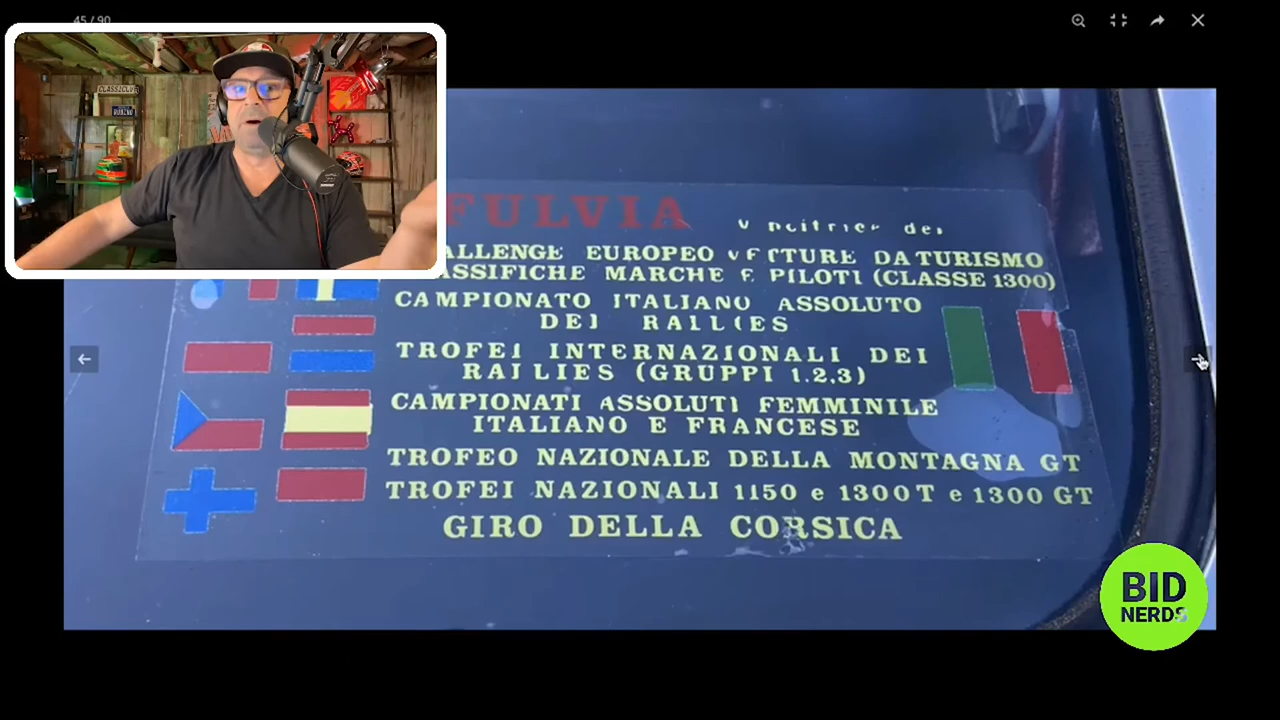 45 / 90
FULVIA
EUROPEO VETTURE DA TURISMO
MARCHE E PILOTI (CLASSE 1300)
CAMPIONATO ITALIANO ASSOLUTO
DEI RALLIES
TROFEI INTERNAZIONALI DEI
RALLIES (GRUPPI 1.2.3)
CAMPIONATI ASSOLUTI FEMMINILE
ITALIANO E FRANCESE
TROFEO NAZIONALE DELLA MONTAGNA GT
TROFEI NAZIONALI 1150 e 1300 T e 1300 GT
GIRO DELLA CORSICA
BID
NERDS